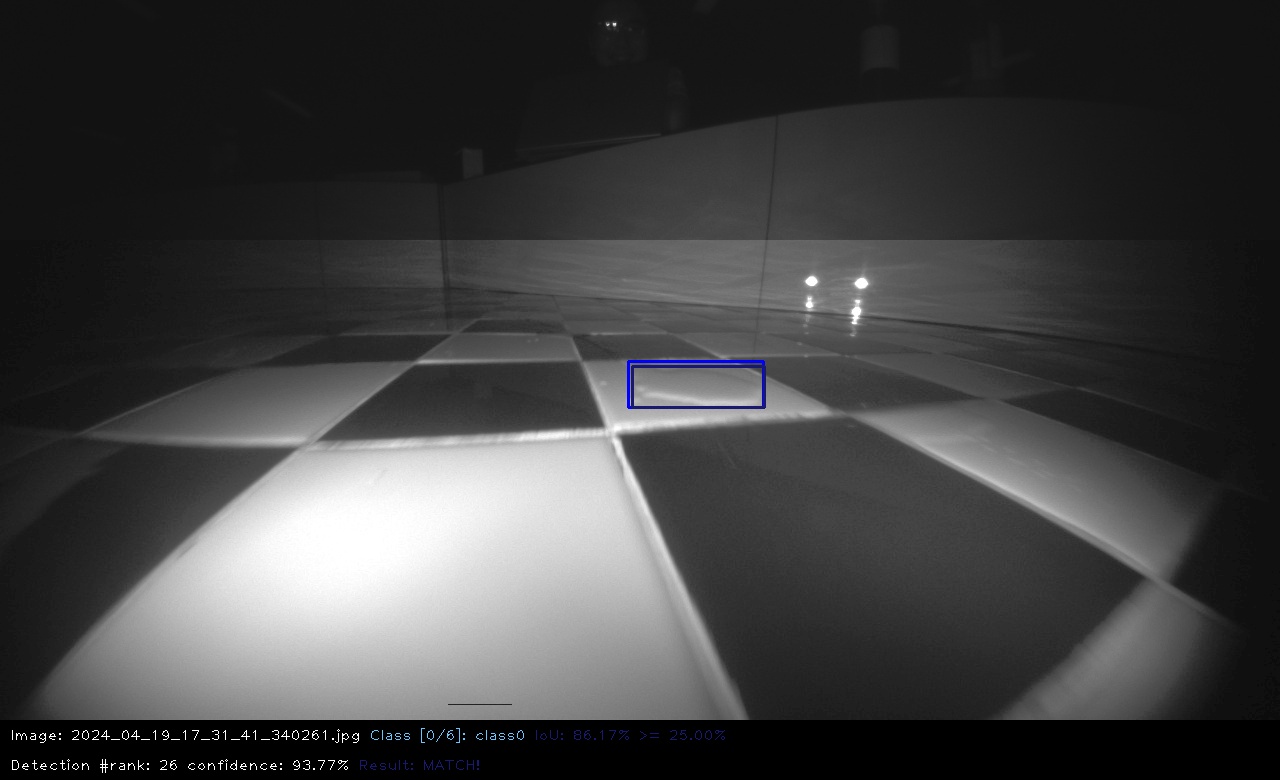 Image: 2024_04_19_17_31_41_340261.jpg Class [0/6]: class0 IoU: 86.17% >= 25.00%
Detection #rank: 26 confidence: 93.77% Result: MATCH!